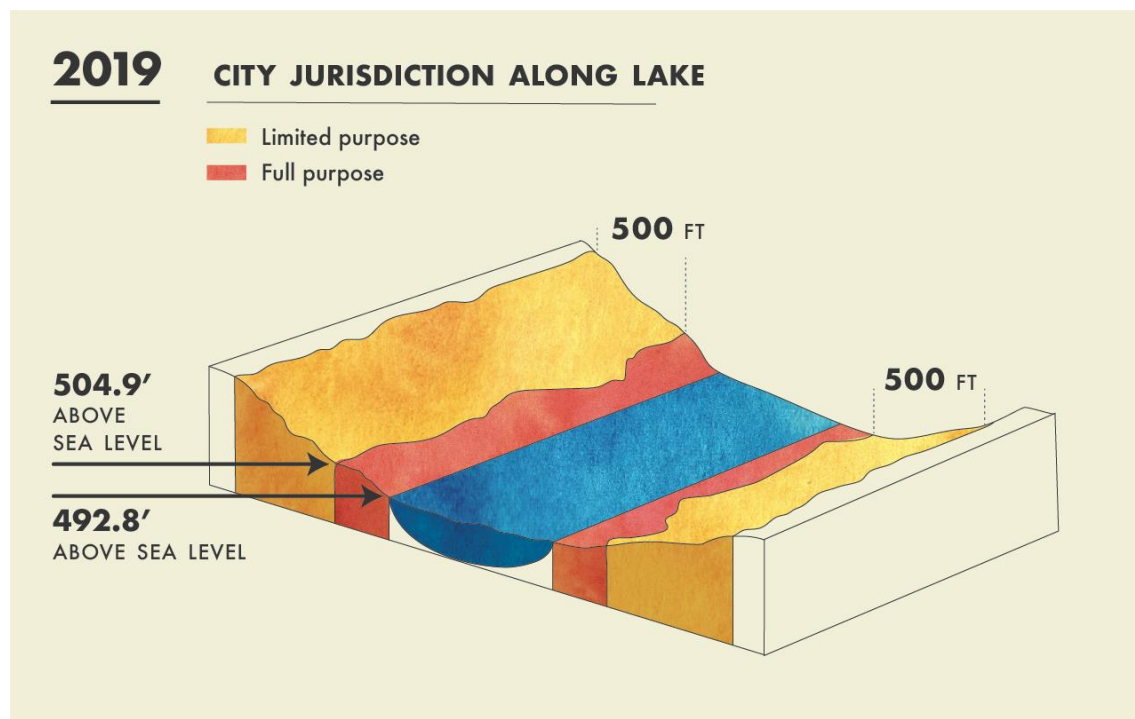 2019 CITY JURISDICTION ALONG LAKE
Limited purpose
Full purpose
500 FT
500 FT
504.9′
ABOVE
SEA LEVEL
492.8′
ABOVE SEA LEVEL